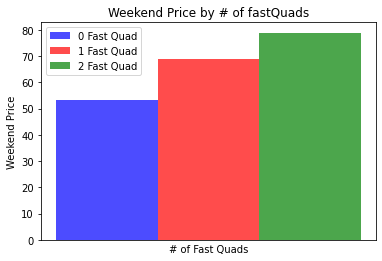 Weekend Price by # of fastQuads
0 Fast Quad
1 Fast Quad
2 Fast Quad
80
70
60
50
40
30
20
10
0
Weekend Price
# of Fast Quads